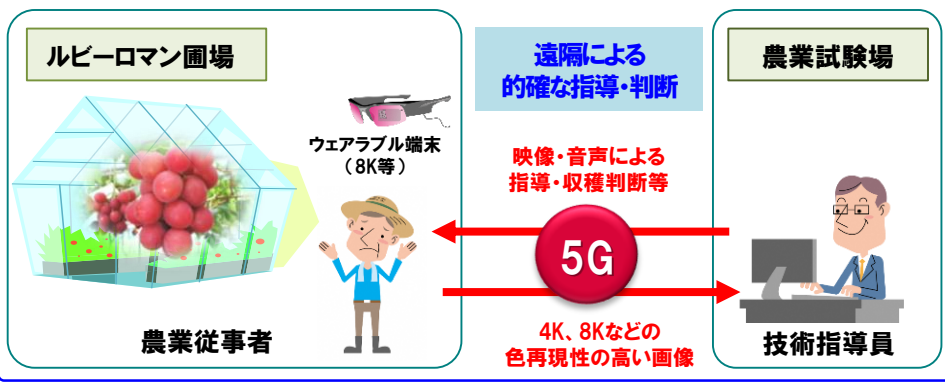 ルビーロマン圃場
遠隔による
的確な指導・判断
農業試験場
ウェアラブル端末
（8K等）
映像・音声による
指導・収穫判断等
5G
4K、8Kなどの
色再現性の高い画像
農業従事者
技術指導員